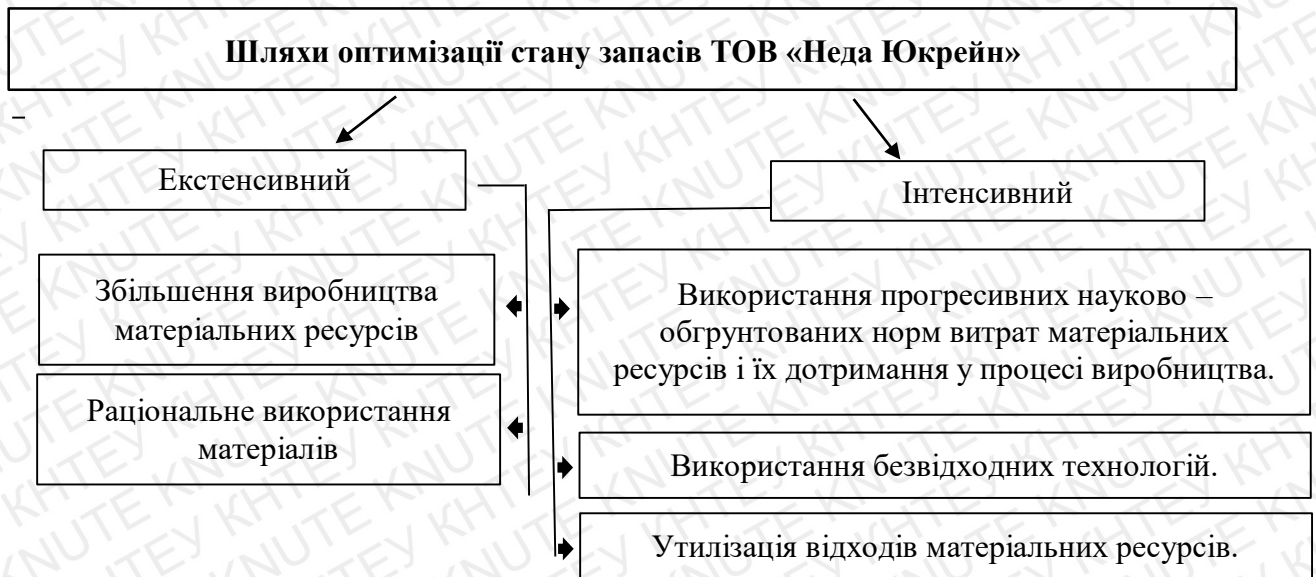 Шляхи оптимізації стану запасів ТОВ «Неда Юкрейн»
–
Екстенсивний
Інтенсивний
Збільшення виробництва
матеріальних ресурсів
Раціональне використання
матеріалів
Використання прогресивних науково –
обгрунтованих норм витрат матеріальних
ресурсів і їх дотримання у процесі виробництва.
Використання безвідходних технологій.
Утилізація відходів матеріальних ресурсів.